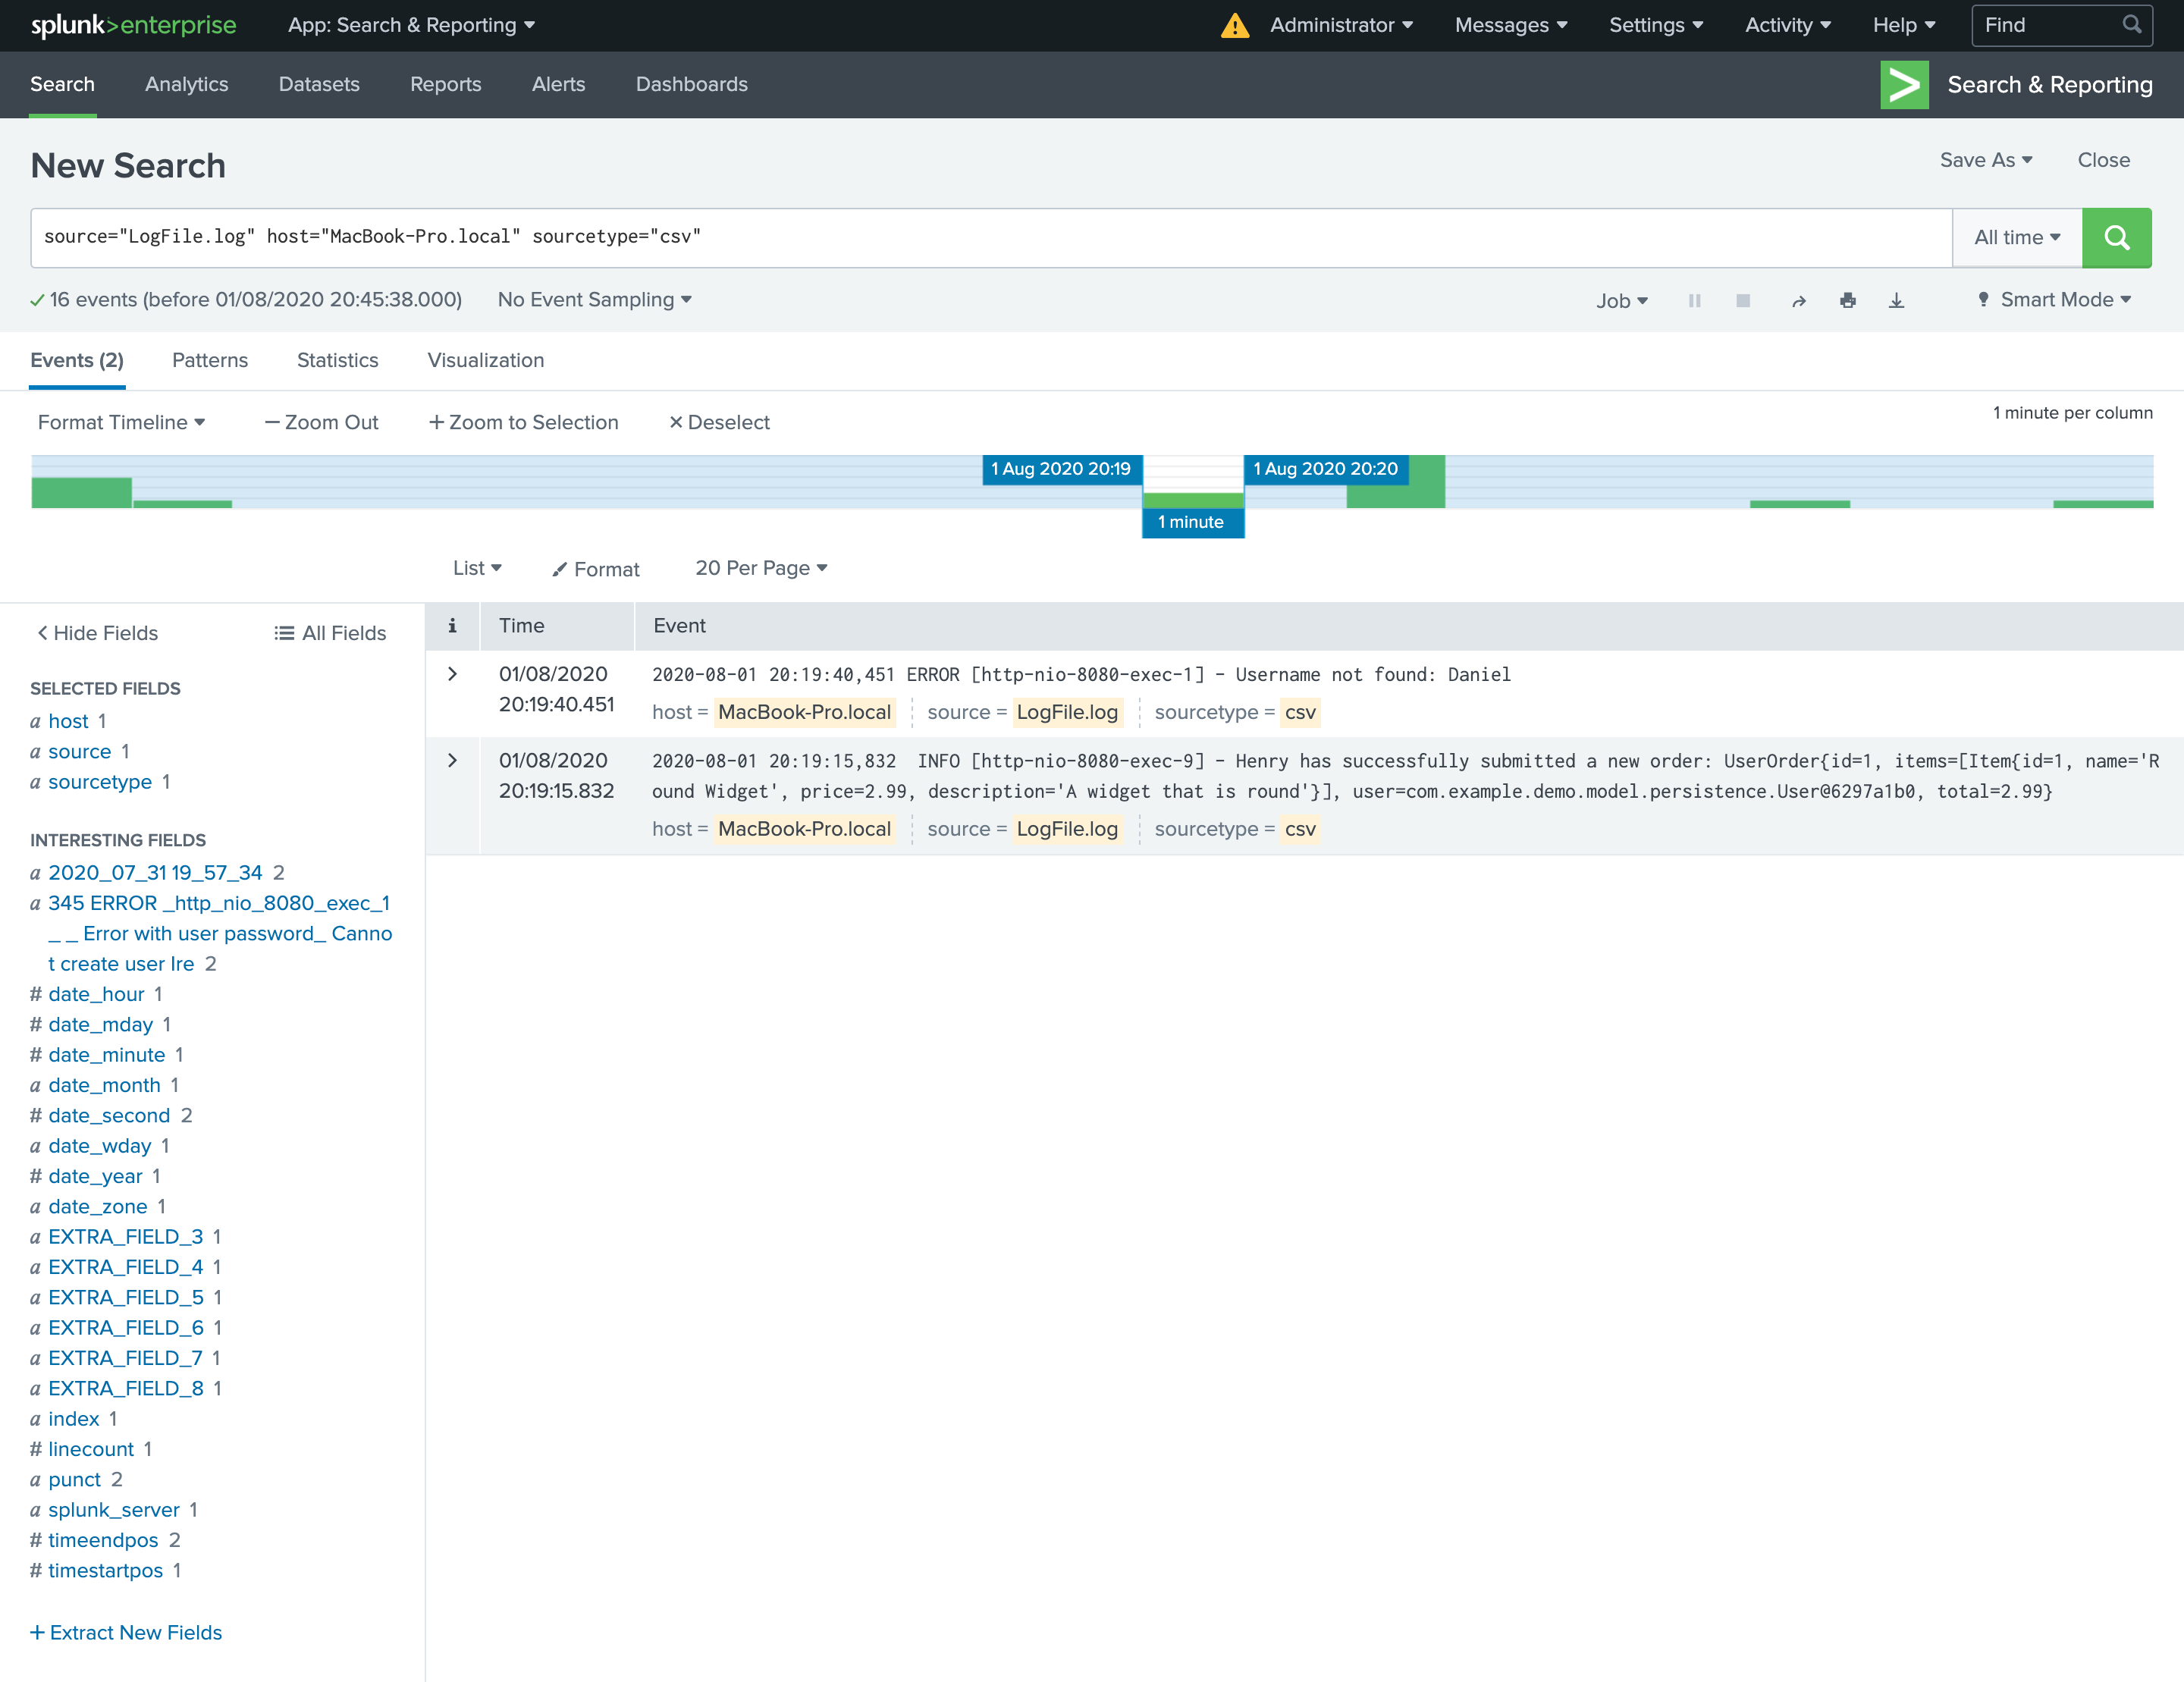 splunk>enterprise App: Search & Reporting Administrator Messages Settings Activity Help Find
Search Analytics Datasets Reports Alerts Dashboards Search & Reporting
New Search Save As Close
source="LogFile.log" host="MacBook-Pro.local" sourcetype="csv" All time
16 events (before 01/08/2020 20:45:38.000) No Event Sampling Job Smart Mode
Events (2) Patterns Statistics Visualization
Format Timeline — Zoom Out + Zoom to Selection × Deselect 1 minute per column
1 Aug 2020 20:19 1 Aug 2020 20:20
1 minute
List Format 20 Per Page
< Hide Fields All Fields
SELECTED FIELDS
a host 1
a source 1
a sourcetype 1
INTERESTING FIELDS
a 2020_07_31 19_57_34 2
a 345 ERROR _http_nio_8080_exec_1
_ _ Error with user password_ Canno
t create user Ire 2
# date_hour 1
# date_mday 1
# date_minute 1
a date_month 1
# date_second 2
a date_wday 1
# date_year 1
a date_zone 1
a EXTRA_FIELD_3 1
a EXTRA_FIELD_4 1
a EXTRA_FIELD_5 1
a EXTRA_FIELD_6 1
a EXTRA_FIELD_7 1
a EXTRA_FIELD_8 1
a index 1
# linecount 1
a punct 2
a splunk_server 1
# timeendpos 2
# timestartpos 1
+ Extract New Fields
i Time Event
> 01/08/2020 2020-08-01 20:19:40,451 ERROR [http-nio-8080-exec-1] - Username not found: Daniel
20:19:40.451 host = MacBook-Pro.local source = LogFile.log sourcetype = csv
> 01/08/2020 2020-08-01 20:19:15,832  INFO [http-nio-8080-exec-9] - Henry has successfully submitted a new order: UserOrder{id=1, items=[Item{id=1, name='R
20:19:15.832 ound Widget', price=2.99, description='A widget that is round'}], user=com.example.demo.model.persistence.User@6297a1b0, total=2.99}
host = MacBook-Pro.local source = LogFile.log sourcetype = csv